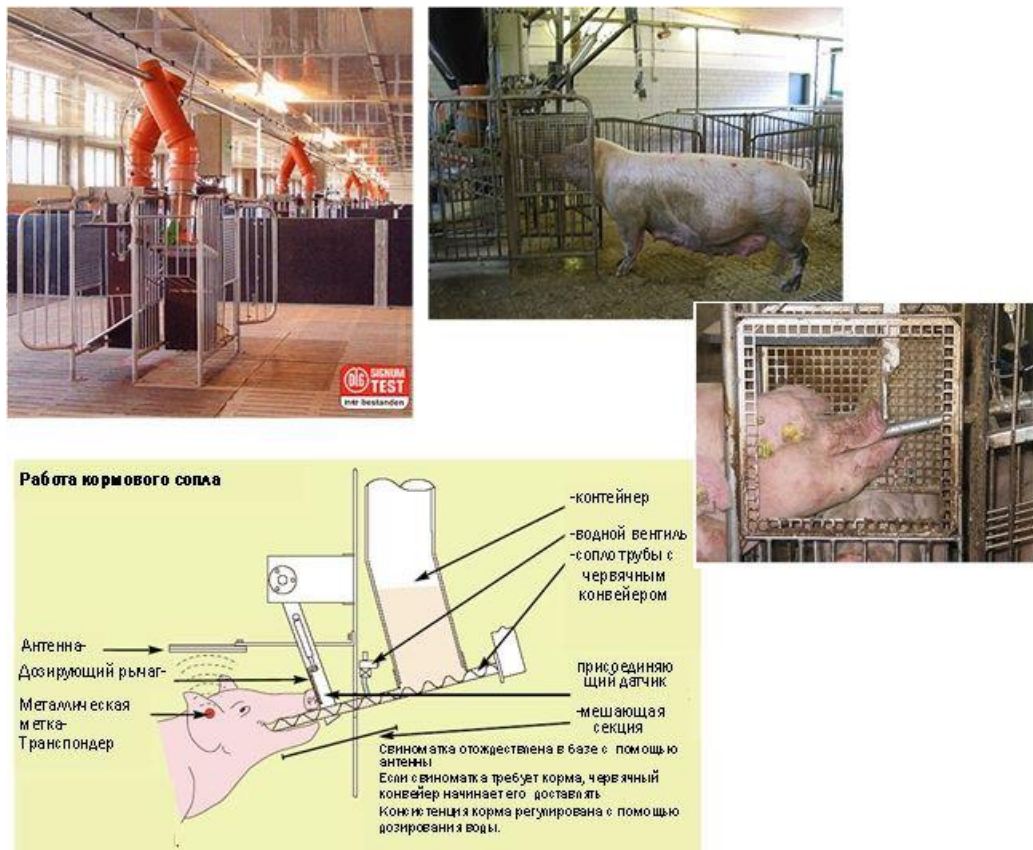 DLG
SIGNUM
TEST
Работа кормового сопла
-контейнер
-водной вентиль
-сопло трубы с
червячным
конвейером
Антенна-
Дозирующий рычаг-
присоединяю
щий датчик
Металлическая
метка-
Транспондер
-мешающая
секция
Свиноматка отождествлена в базе с помощью
антенны
Если свиноматка требует корма, червячный
конвейер начинает его доставлять
Консистенция корма регулирована с помощью
дозирования воды.